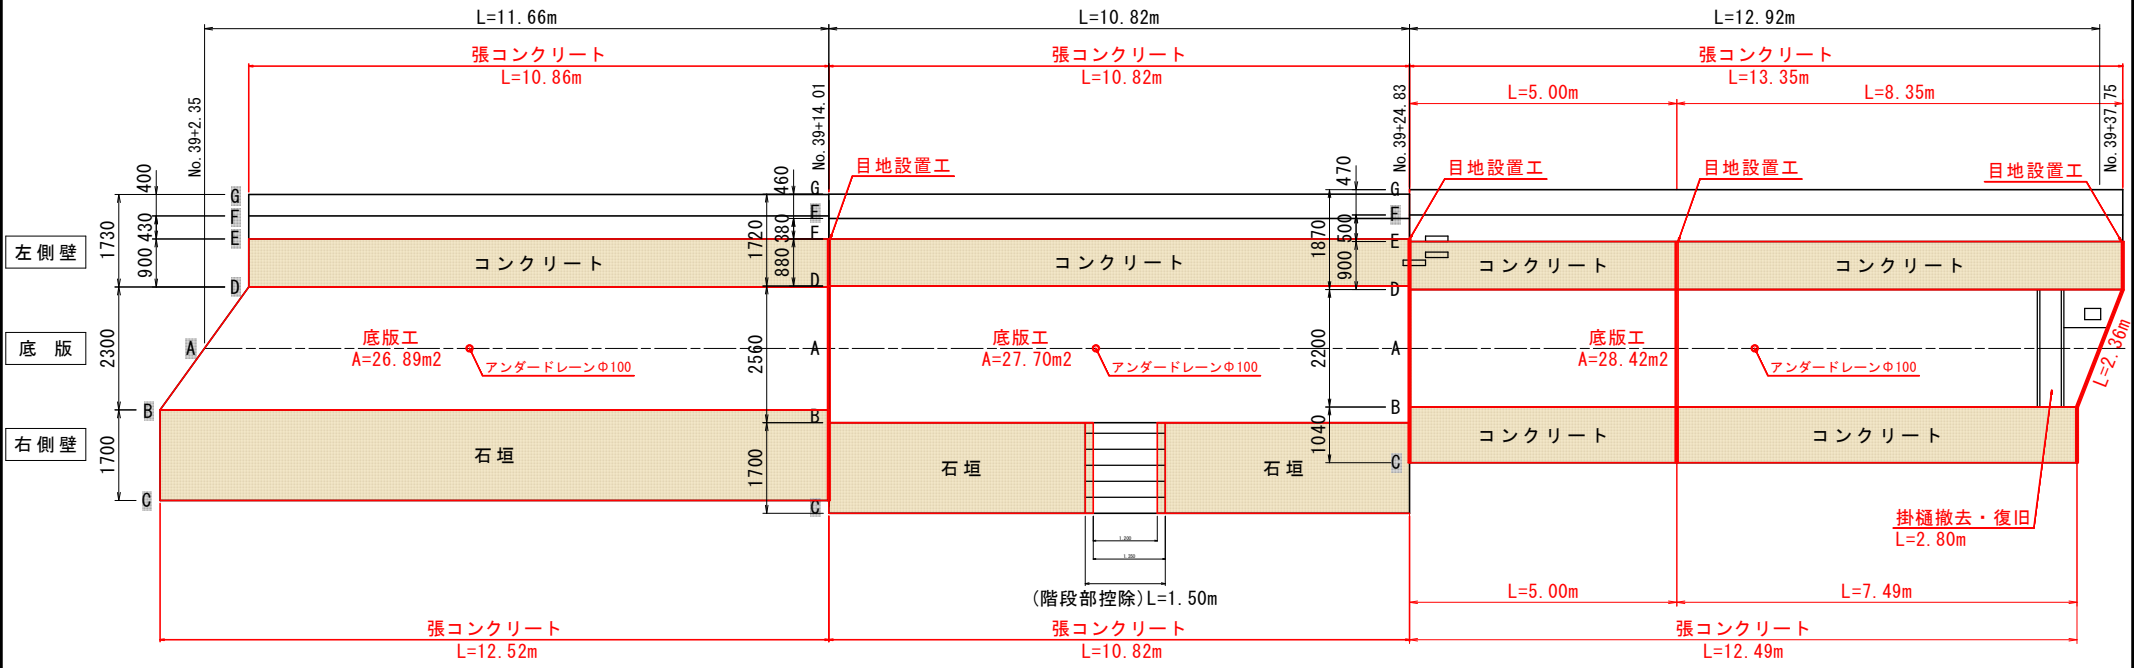 L=11.66m
L=10.82m
L=12.92m
張コンクリート
L=10.86m
張コンクリート
L=10.82m
張コンクリート
L=13.35m
L=5.00m
L=8.35m
No.39+2.35
No.39+14.01
No.39+24.83
No.39+37.75
目地設置工
目地設置工
目地設置工
目地設置工
左側壁
底 版
右側壁
1730
400
430
900
2300
1700
G
F
E
D
A
B
C
コンクリート
底版工
A=26.89m2
アンダードレーンΦ100
石垣
1720
460
380
880
2560
1700
G
E
F
D
A
B
C
コンクリート
底版工
A=27.70m2
アンダードレーンΦ100
石垣
石垣
1.200
1.350
(階段部控除)L=1.50m
1870
470
500
900
2200
1040
G
F
E
D
A
B
C
コンクリート
コンクリート
底版工
A=28.42m2
アンダードレーンΦ100
L=2.36m
コンクリート
コンクリート
掛樋撤去・復旧
L=2.80m
L=5.00m
L=7.49m
張コンクリート
L=12.52m
張コンクリート
L=10.82m
張コンクリート
L=12.49m